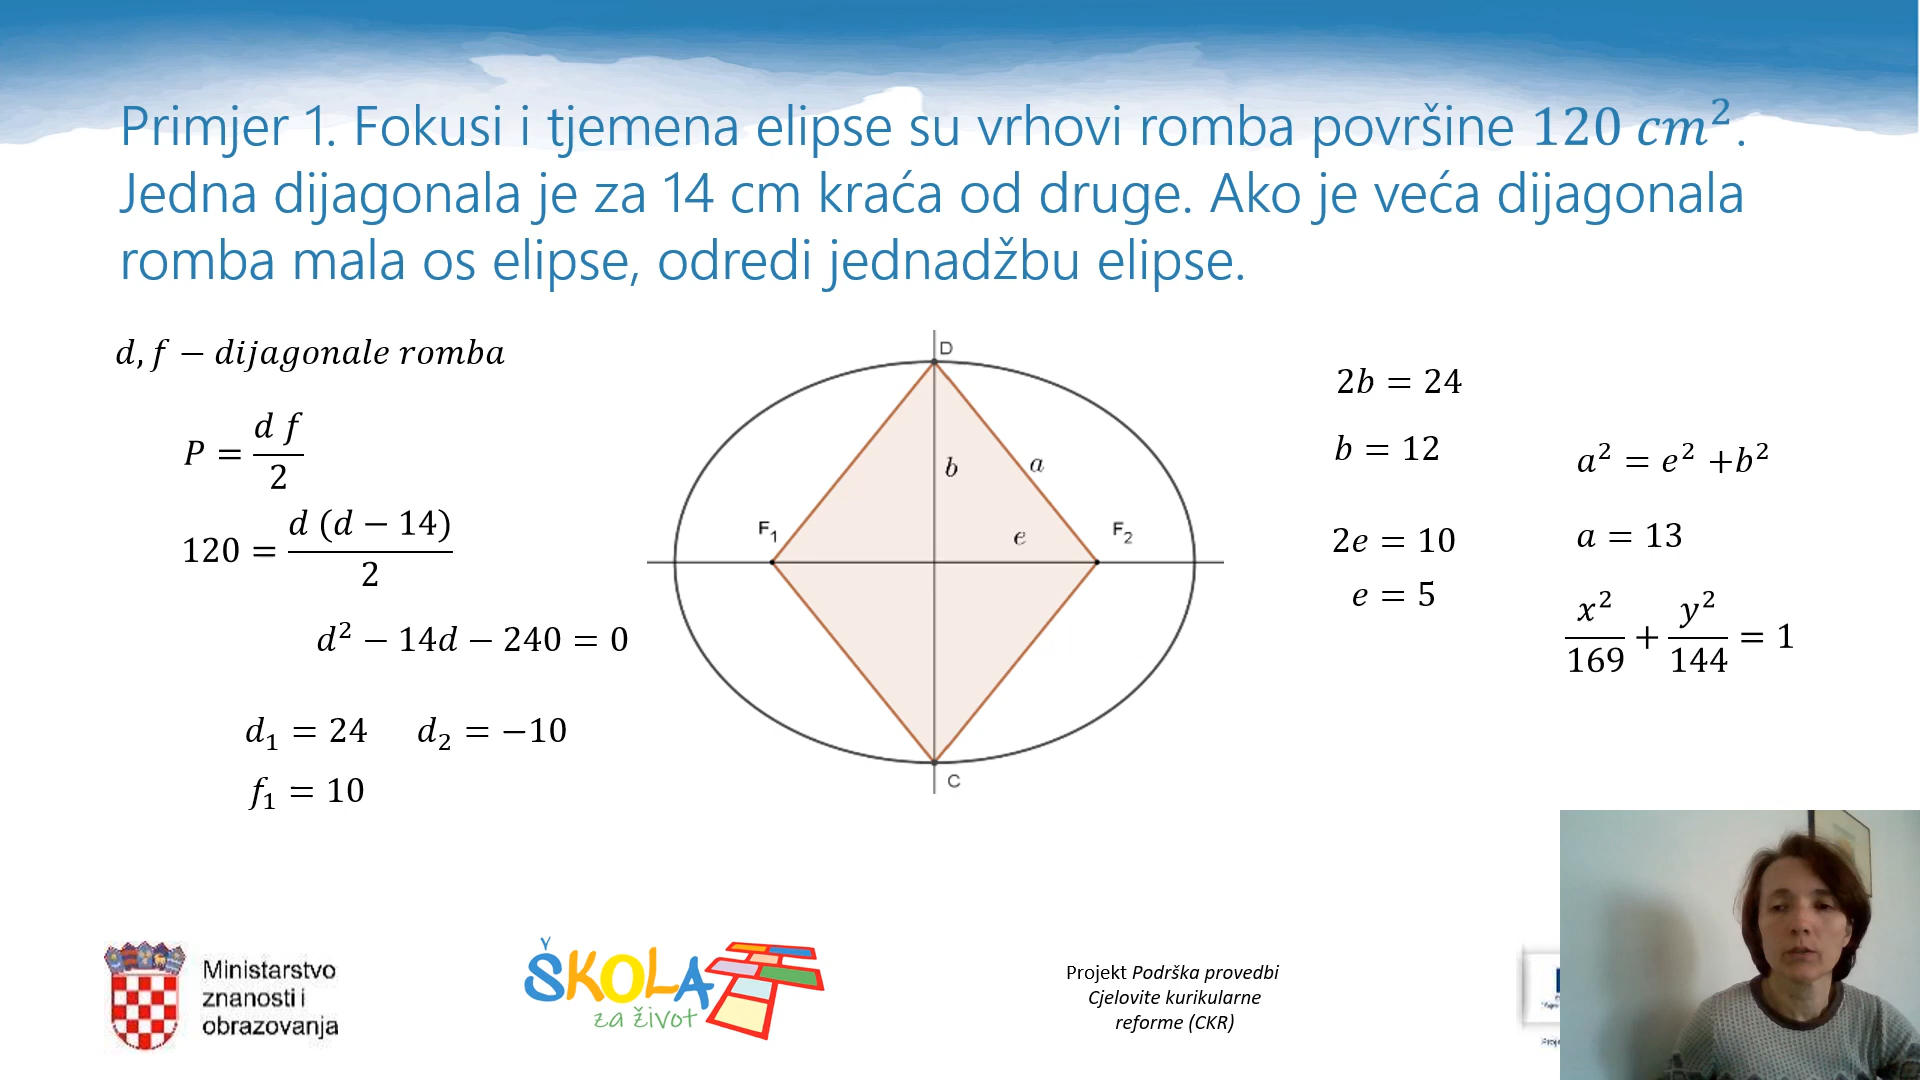 Primjer 1. Fokusi i tjemena elipse su vrhovi romba površine 120 cm².
Jedna dijagonala je za 14 cm kraća od druge. Ako je veća dijagonala
romba mala os elipse, odredi jednadžbu elipse.
d, f − dijagonale romba
P = d f / 2
120 = d (d − 14) / 2
d² − 14d − 240 = 0
d₁ = 24 d₂ = −10
f₁ = 10
D
b
a
F₁
e
F₂
C
2b = 24
b = 12
2e = 10
e = 5
a² = e² +b²
a = 13
x²/169 + y²/144 = 1
Ministarstvo
znanosti i
obrazovanja
ŠKOLA
za život
Projekt Podrška provedbi
Cjelovite kurikularne
reforme (CKR)